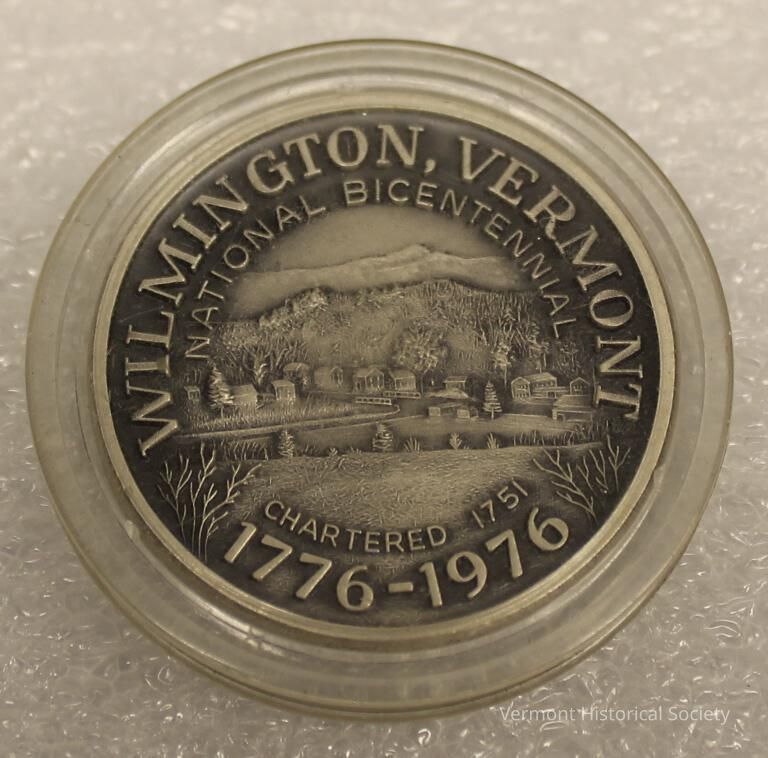 WILMINGTON, VERMONT
NATIONAL BICENTENNIAL
CHARTERED 1751
1776-1976
Vermont Historical Society